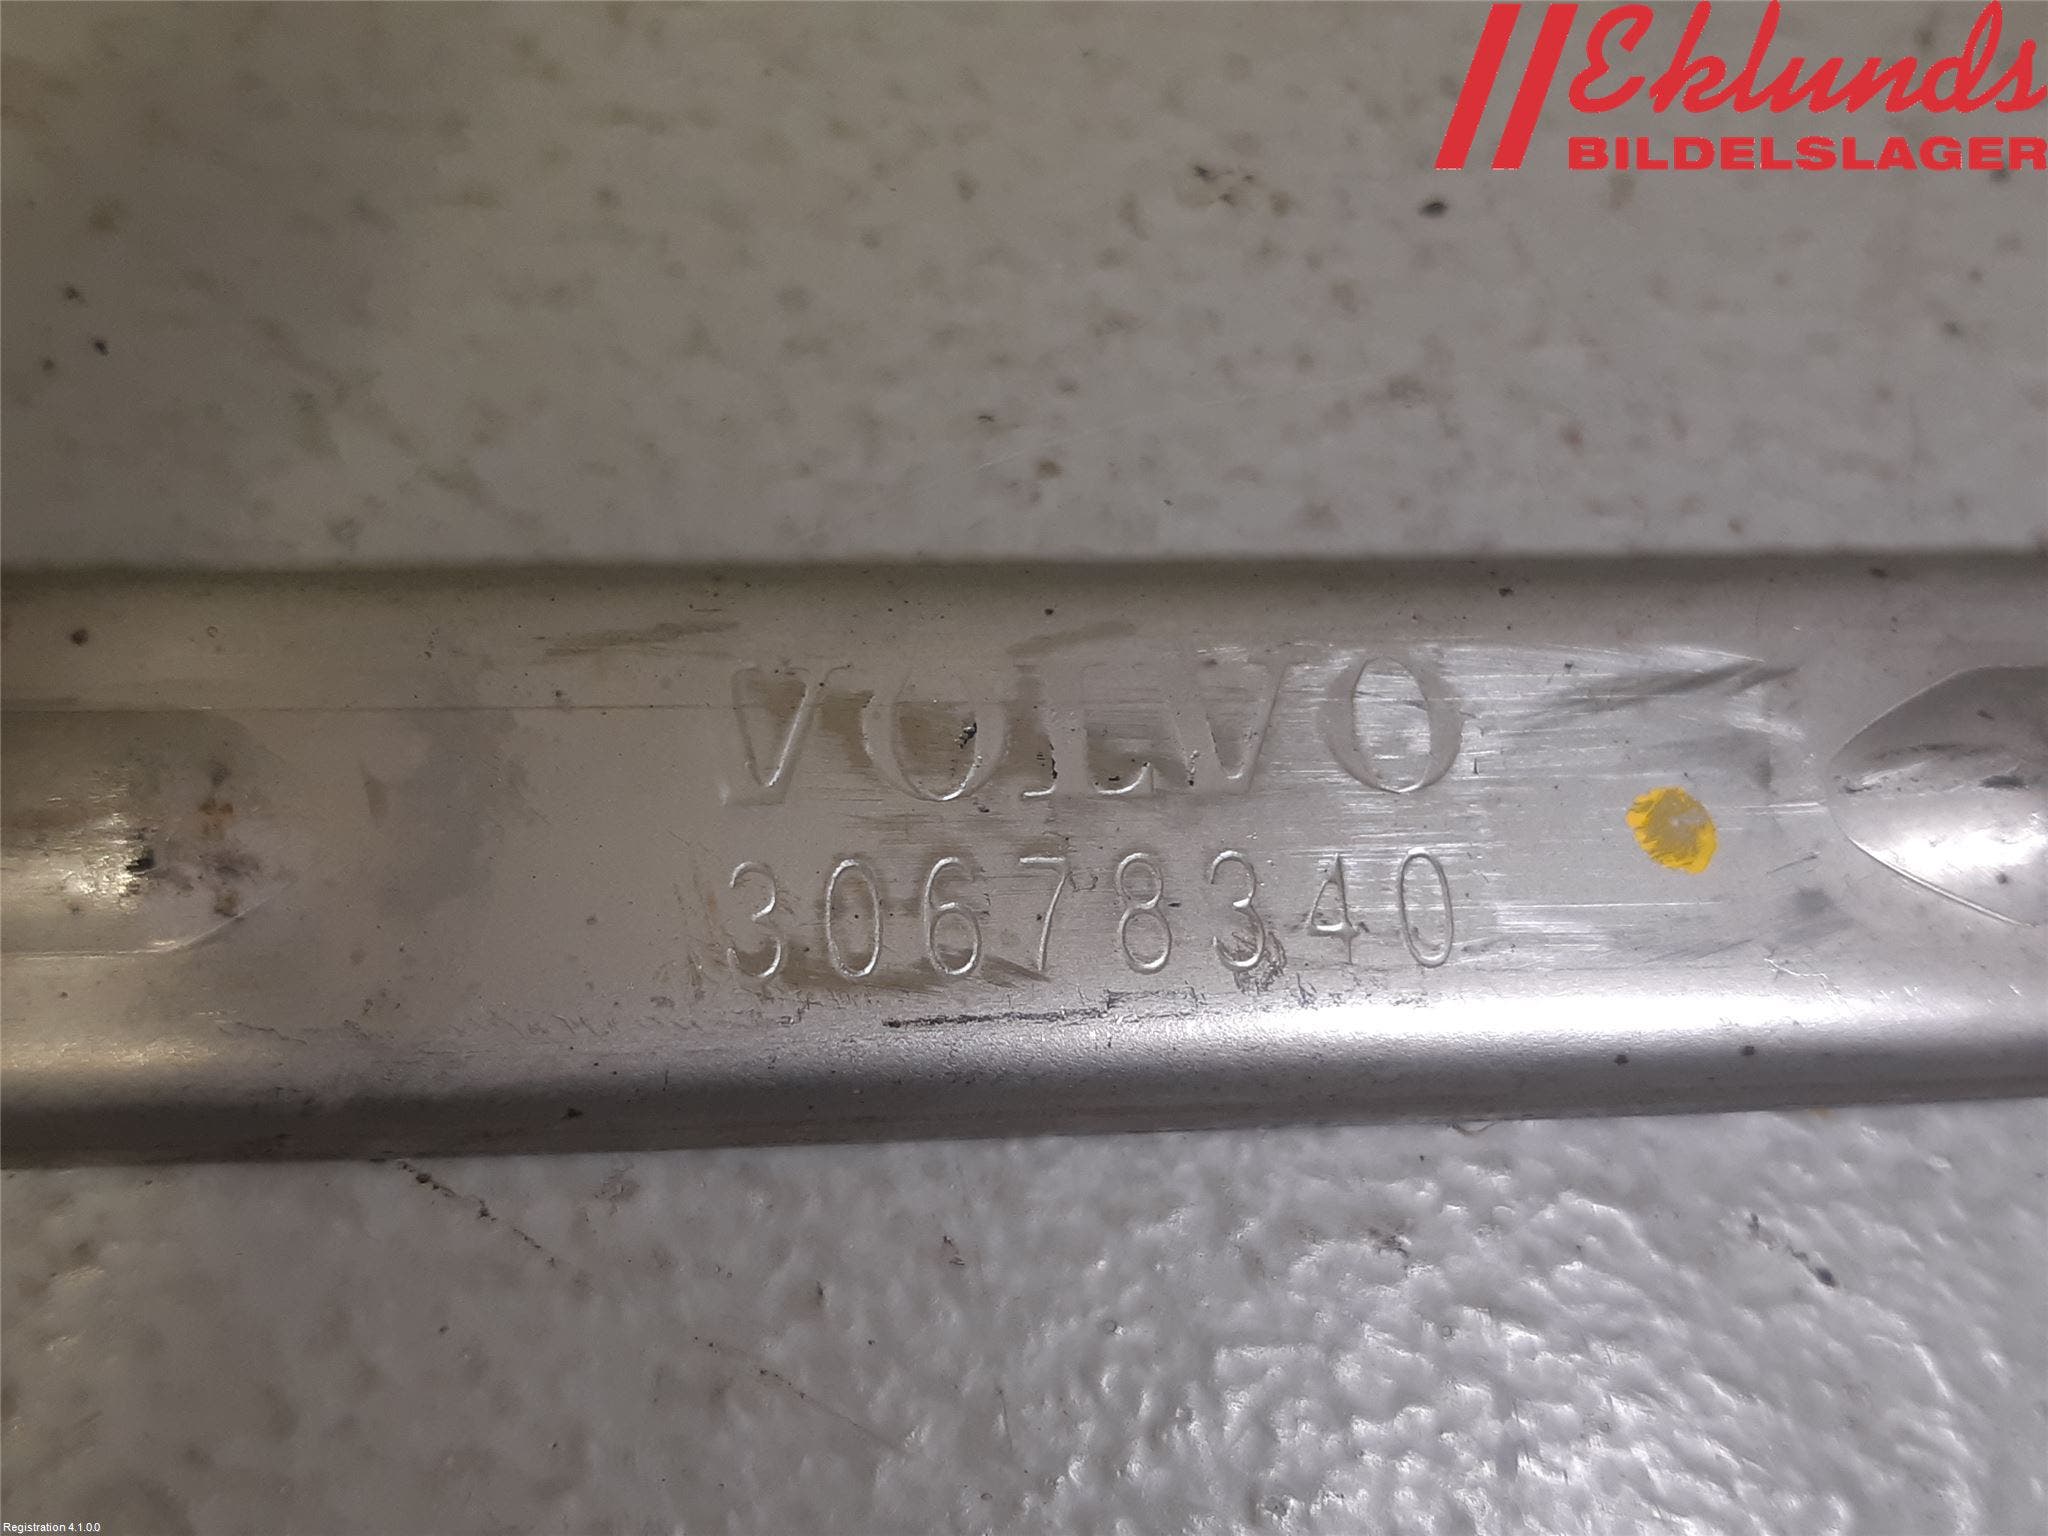 Eklunds
BILDELSLAGER
VOLVO
30678340
Registration 4.1.0.0